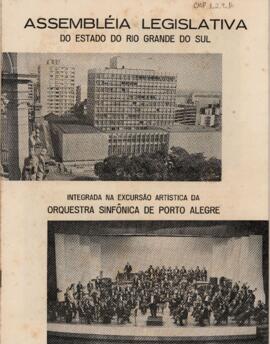 ASSEMBLÉIA LEGISLATIVA
DO ESTADO DO RIO GRANDE DO SUL
INTEGRADA NA EXCURSÃO ARTÍSTICA DA
ORQUESTRA SINFÔNICA DE PORTO ALEGRE